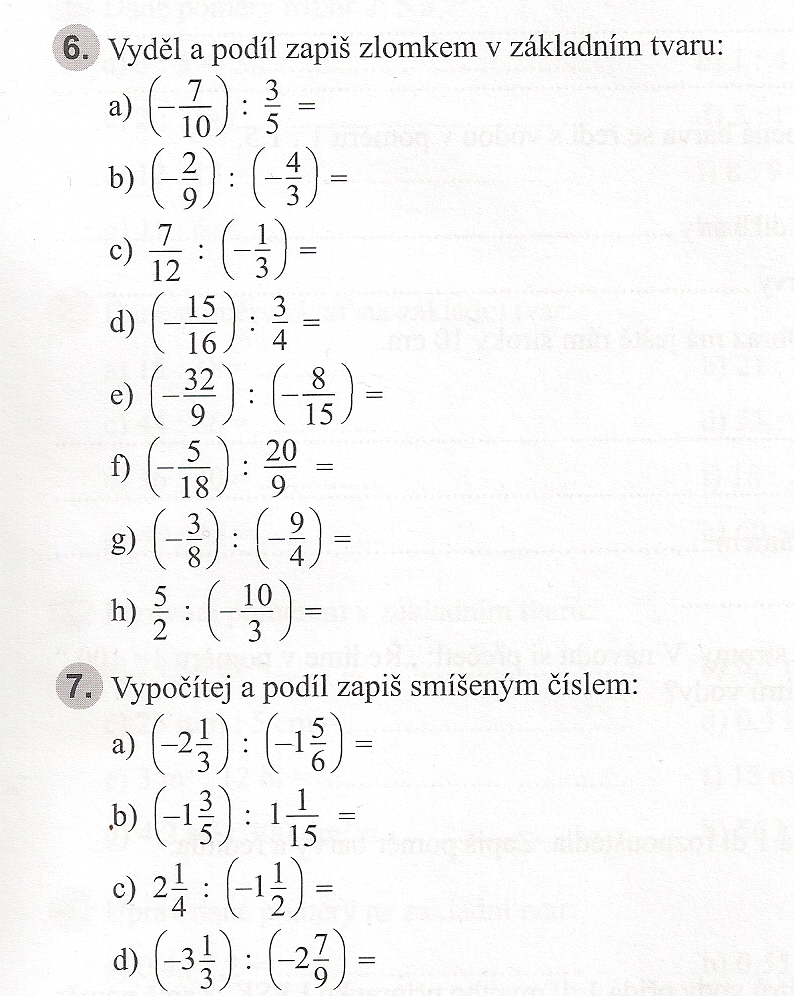 6. Vyděl a podíl zapiš zlomkem v základním tvaru:
a) (−7/10) : 3/5 =
b) (−2/9) : (−4/3) =
c) 7/12 : (−1/3) =
d) (−15/16) : 3/4 =
e) (−32/9) : (−8/15) =
f) (−5/18) : 20/9 =
g) (−3/8) : (−9/4) =
h) 5/2 : (−10/3) =
7. Vypočítej a podíl zapiš smíšeným číslem:
a) (−2 1/3) : (−1 5/6) =
b) (−1 3/5) : 1 1/15 =
c) 2 1/4 : (−1 1/2) =
d) (−3 1/3) : (−2 7/9) =